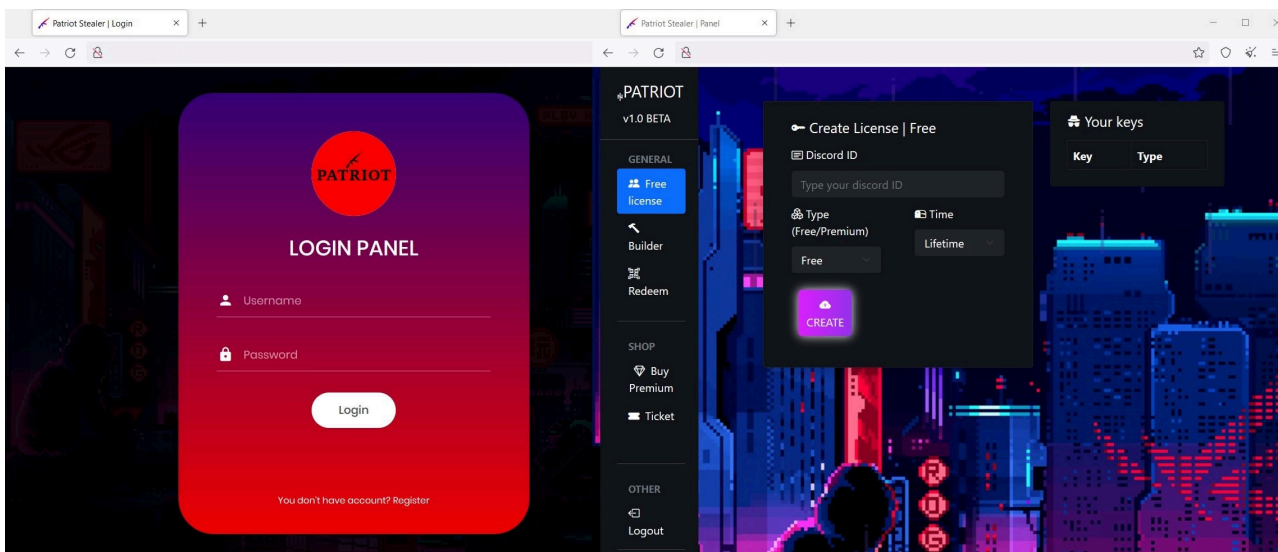 Patriot Stealer | Login
PATRIOT
LOGIN PANEL
Username
Password
Login
You don't have account? Register
Patriot Stealer | Panel
PATRIOT
v1.0 BETA
GENERAL
Free
license
Builder
Redeem
SHOP
Buy
Premium
Ticket
OTHER
Logout
Create License | Free
Discord ID
Type your discord ID
Type
(Free/Premium)
Free
Time
Lifetime
CREATE
Your keys
Key Type
R
G